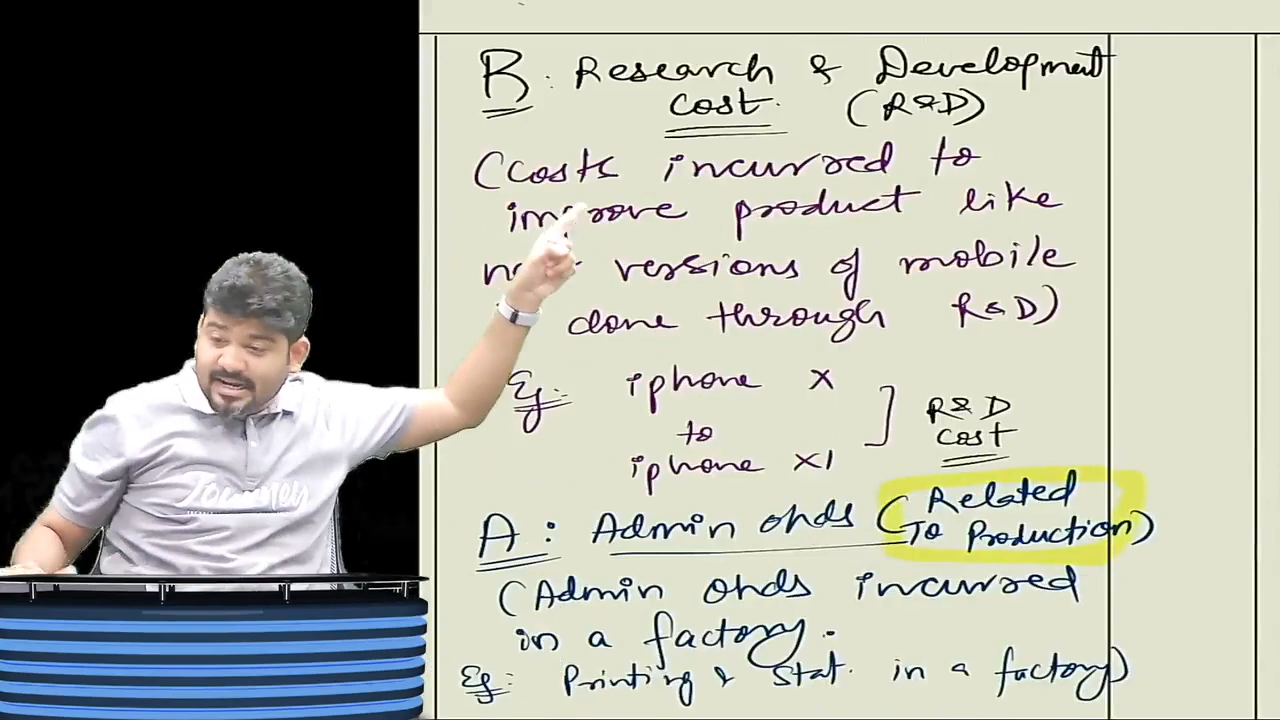 R: Research & Development
cost. (R&D)
(costs incurred to
improve product like
versions of mobile
done through R&D)
Eg: iphone X
to
iphone X1
] R&D
cost
A: Admin ohds (Related
To Production)
(Admin ohds incurred
in a factory.
Eg: Printing & Stat. in a factory)
Journey